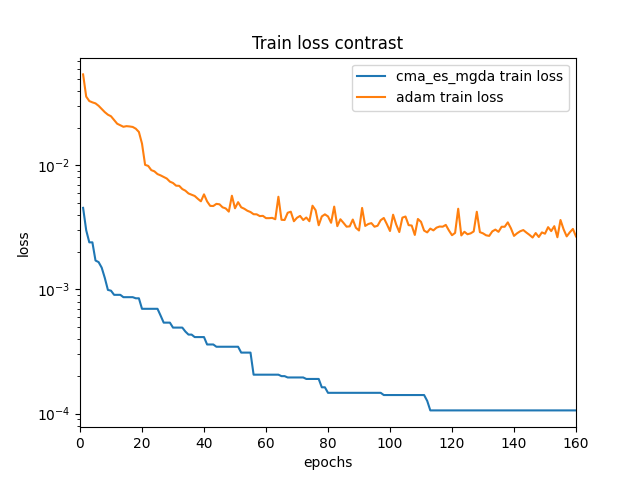 Train loss contrast
cma_es_mgda train loss
adam train loss
loss
10^{-2}
10^{-3}
10^{-4}
0 20 40 60 80 100 120 140 160
epochs